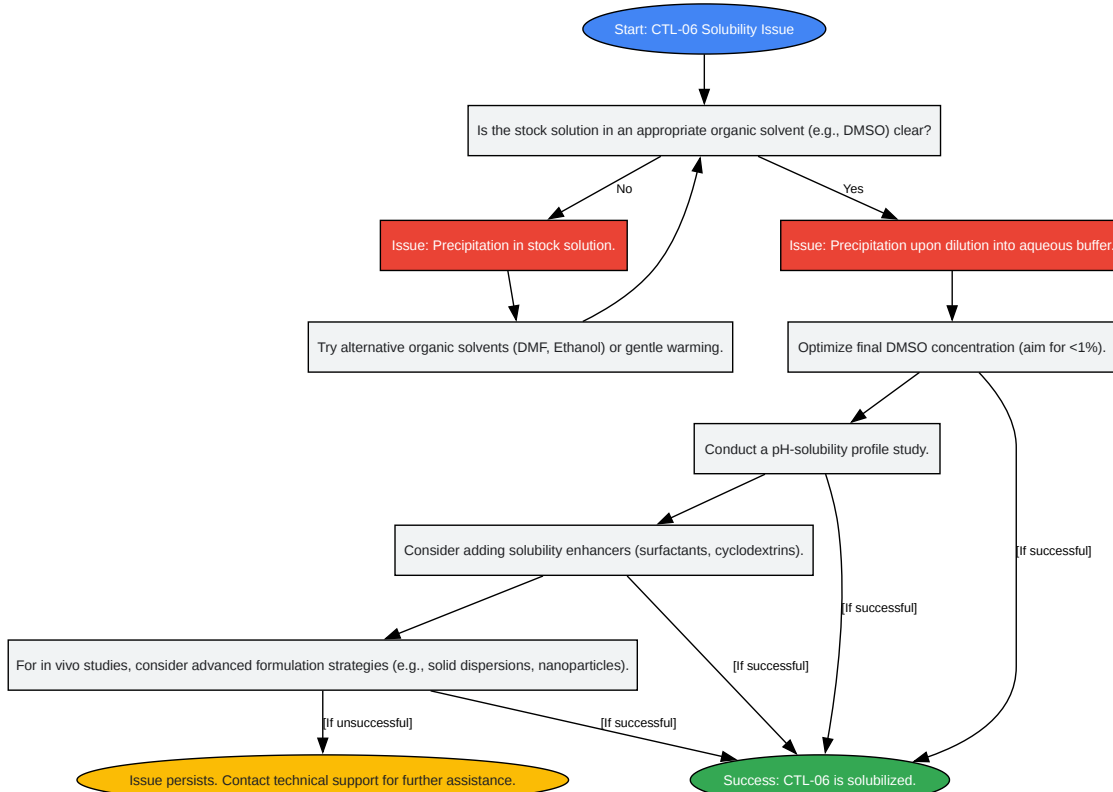 Start: CTL-06 Solubility Issue
Is the stock solution in an appropriate organic solvent (e.g., DMSO) clear?
No
Yes
Issue: Precipitation in stock solution.
Issue: Precipitation upon dilution into aqueous buffer.
Try alternative organic solvents (DMF, Ethanol) or gentle warming.
Optimize final DMSO concentration (aim for <1%).
Conduct a pH-solubility profile study.
Consider adding solubility enhancers (surfactants, cyclodextrins).
[If successful]
[If successful]
For in vivo studies, consider advanced formulation strategies (e.g., solid dispersions, nanoparticles).
[If successful]
[If unsuccessful]
[If successful]
Issue persists. Contact technical support for further assistance.
Success: CTL-06 is solubilized.